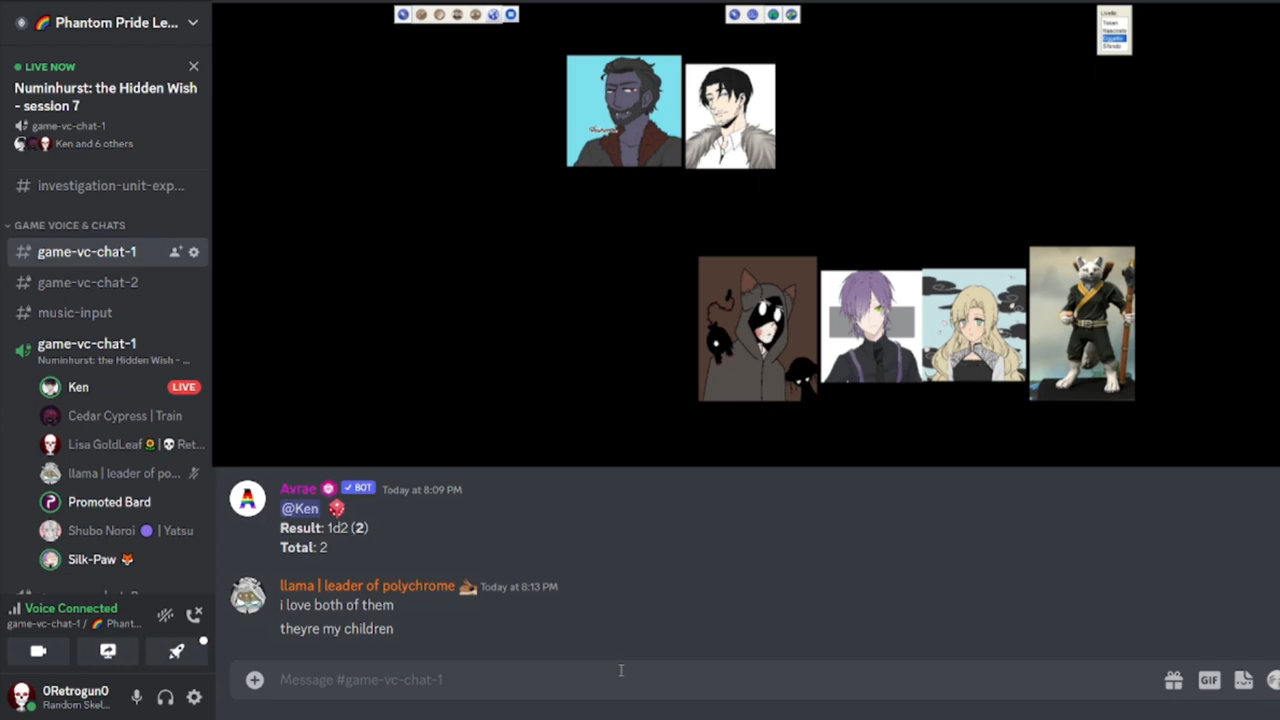 Phantom Pride Le...
LIVE NOW
Numinhurst: the Hidden Wish
- session 7
game-vc-chat-1
Ken and 6 others
investigation-unit-exp...
GAME VOICE & CHATS
game-vc-chat-1
game-vc-chat-2
music-input
game-vc-chat-1
Numinhurst: the Hidden Wish – ...
Ken
LIVE
Cedar Cypress | Train
Lisa GoldLeaf | Ret...
llama | leader of po...
Promoted Bard
Shubo Noroi | Yatsu
Silk-Paw
Voice Connected
game-vc-chat-1 / Phant...
0Retrogun0
Random Skel...
Token
Avrae BOT Today at 8:09 PM
@Ken
Result: 1d2 (2)
Total: 2
llama | leader of polychrome Today at 8:13 PM
i love both of them
theyre my children
Message #game-vc-chat-1
GIF